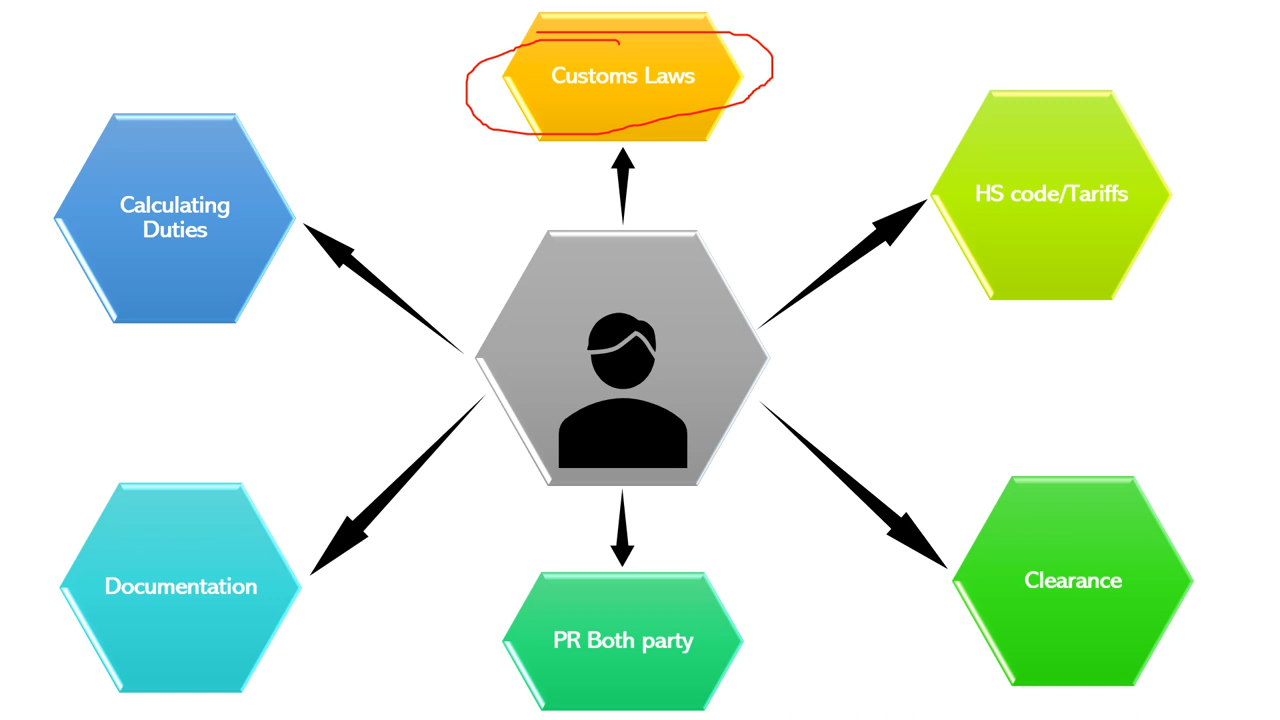 Customs Laws
HS code/Tariffs
Calculating
Duties
Documentation
Clearance
PR Both party